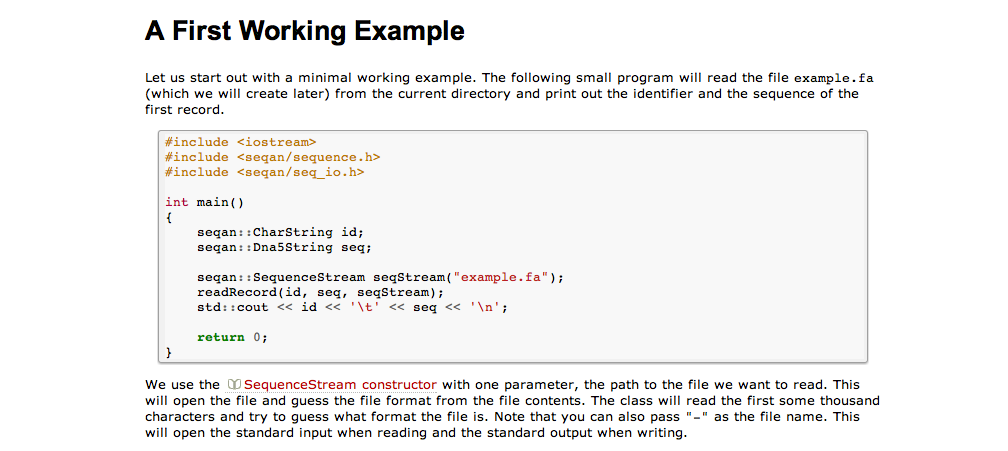 A First Working Example
Let us start out with a minimal working example. The following small program will read the file example.fa
(which we will create later) from the current directory and print out the identifier and the sequence of the
first record.
#include <iostream>
#include <seqan/sequence.h>
#include <seqan/seq_io.h>
int main()
{
    seqan::CharString id;
    seqan::Dna5String seq;
    seqan::SequenceStream seqStream("example.fa");
    readRecord(id, seq, seqStream);
    std::cout << id << '\t' << seq << '\n';
    return 0;
}
We use the SequenceStream constructor with one parameter, the path to the file we want to read. This
will open the file and guess the file format from the file contents. The class will read the first some thousand
characters and try to guess what format the file is. Note that you can also pass "-" as the file name. This
will open the standard input when reading and the standard output when writing.